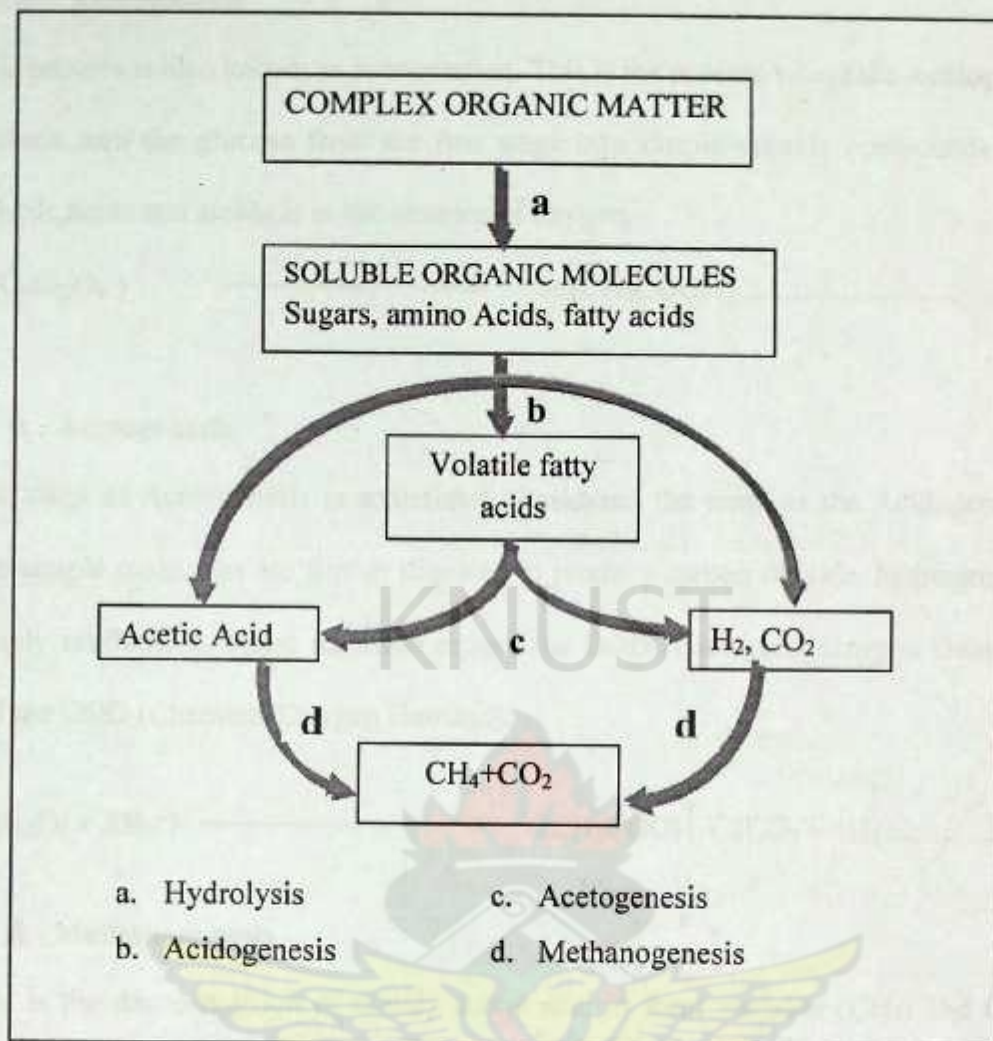 COMPLEX ORGANIC MATTER
a
SOLUBLE ORGANIC MOLECULES
Sugars, amino Acids, fatty acids
b
Volatile fatty
acids
Acetic Acid
c
H₂, CO₂
KNUST
d
d
CH₄+CO₂
a. Hydrolysis
c. Acetogenesis
b. Acidogenesis
d. Methanogenesis